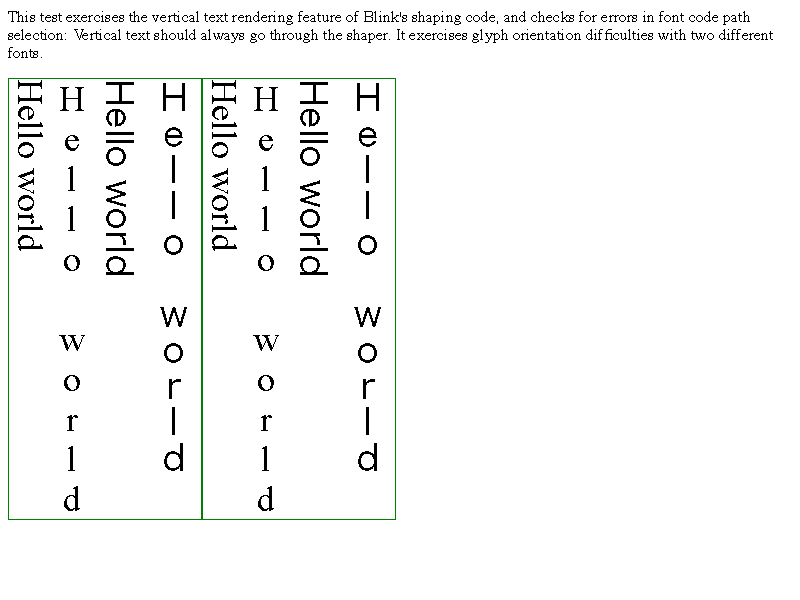 This test exercises the vertical text rendering feature of Blink's shaping code, and checks for errors in font code path
selection: Vertical text should always go through the shaper. It exercises glyph orientation difficulties with two different
fonts.
Hello world
Hello world
Hello world
Hello world
Hello world
Hello world
Hello world
Hello world